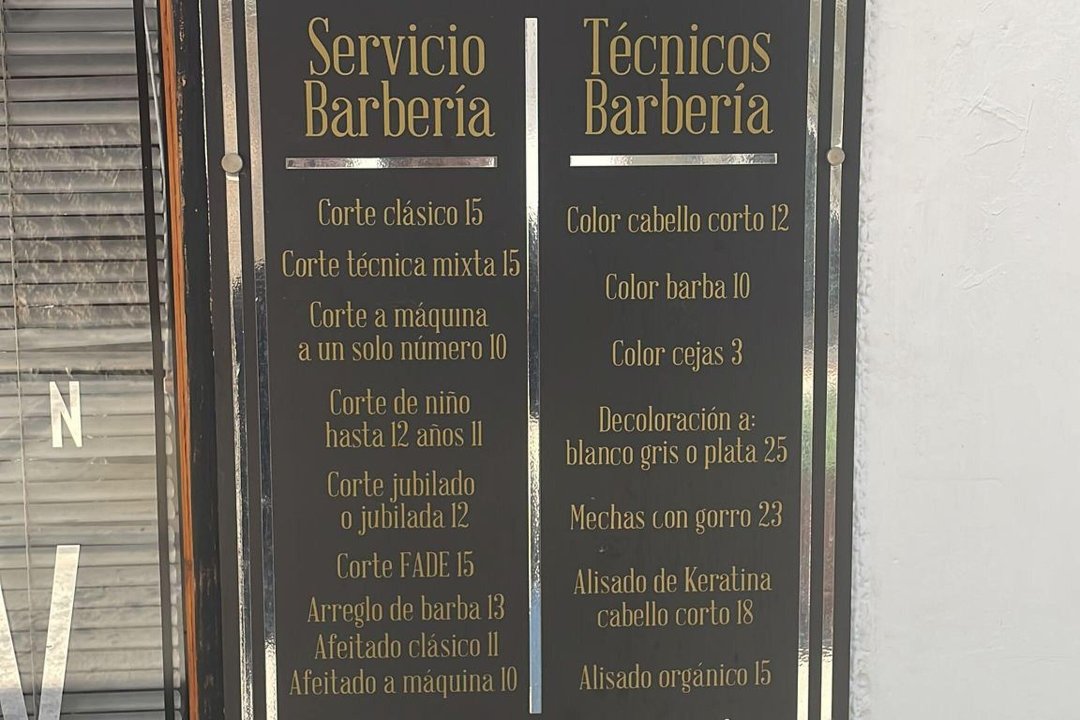 Servicio
Barbería
Corte clásico 15
Corte técnica mixta 15
Corte a máquina
a un solo número 10
Corte de niño
hasta 12 años 11
Corte jubilado
o jubilada 12
Corte FADE 15
Arreglo de barba 13
Afeitado clásico 11
Afeitado a máquina 10
Técnicos
Barbería
Color cabello corto 12
Color barba 10
Color cejas 3
Decoloración a:
blanco gris o plata 25
Mechas con gorro 23
Alisado de Keratina
cabello corto 18
Alisado orgánico 15
N
V